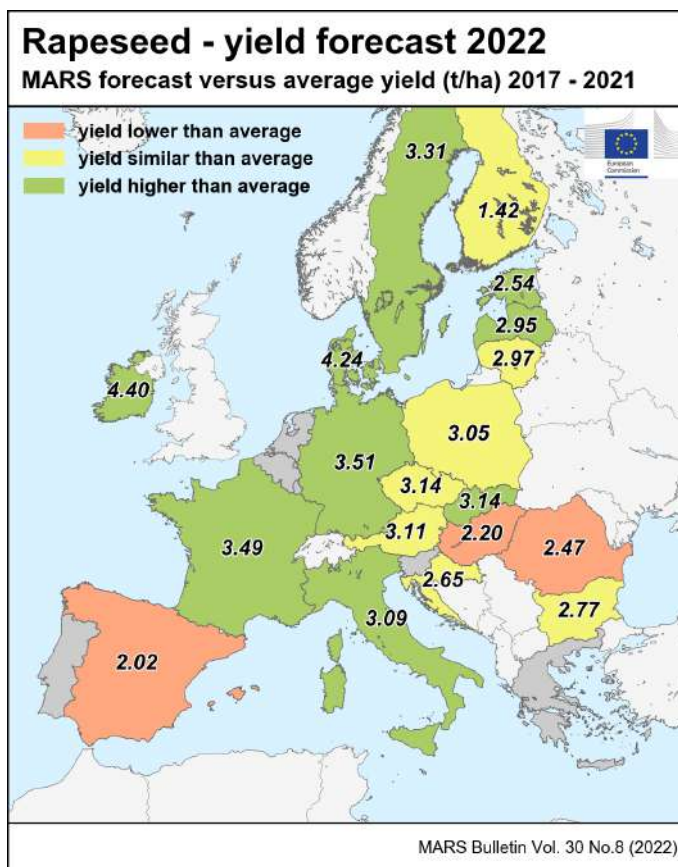 Rapeseed - yield forecast 2022
MARS forecast versus average yield (t/ha) 2017 - 2021
yield lower than average
yield similar than average
yield higher than average
European
Commission
3.31
1.42
2.54
2.95
2.97
4.24
4.40
3.05
3.51
3.14
3.14
3.11
2.20
3.49
2.47
2.65
2.77
3.09
2.02
MARS Bulletin Vol. 30 No.8 (2022)